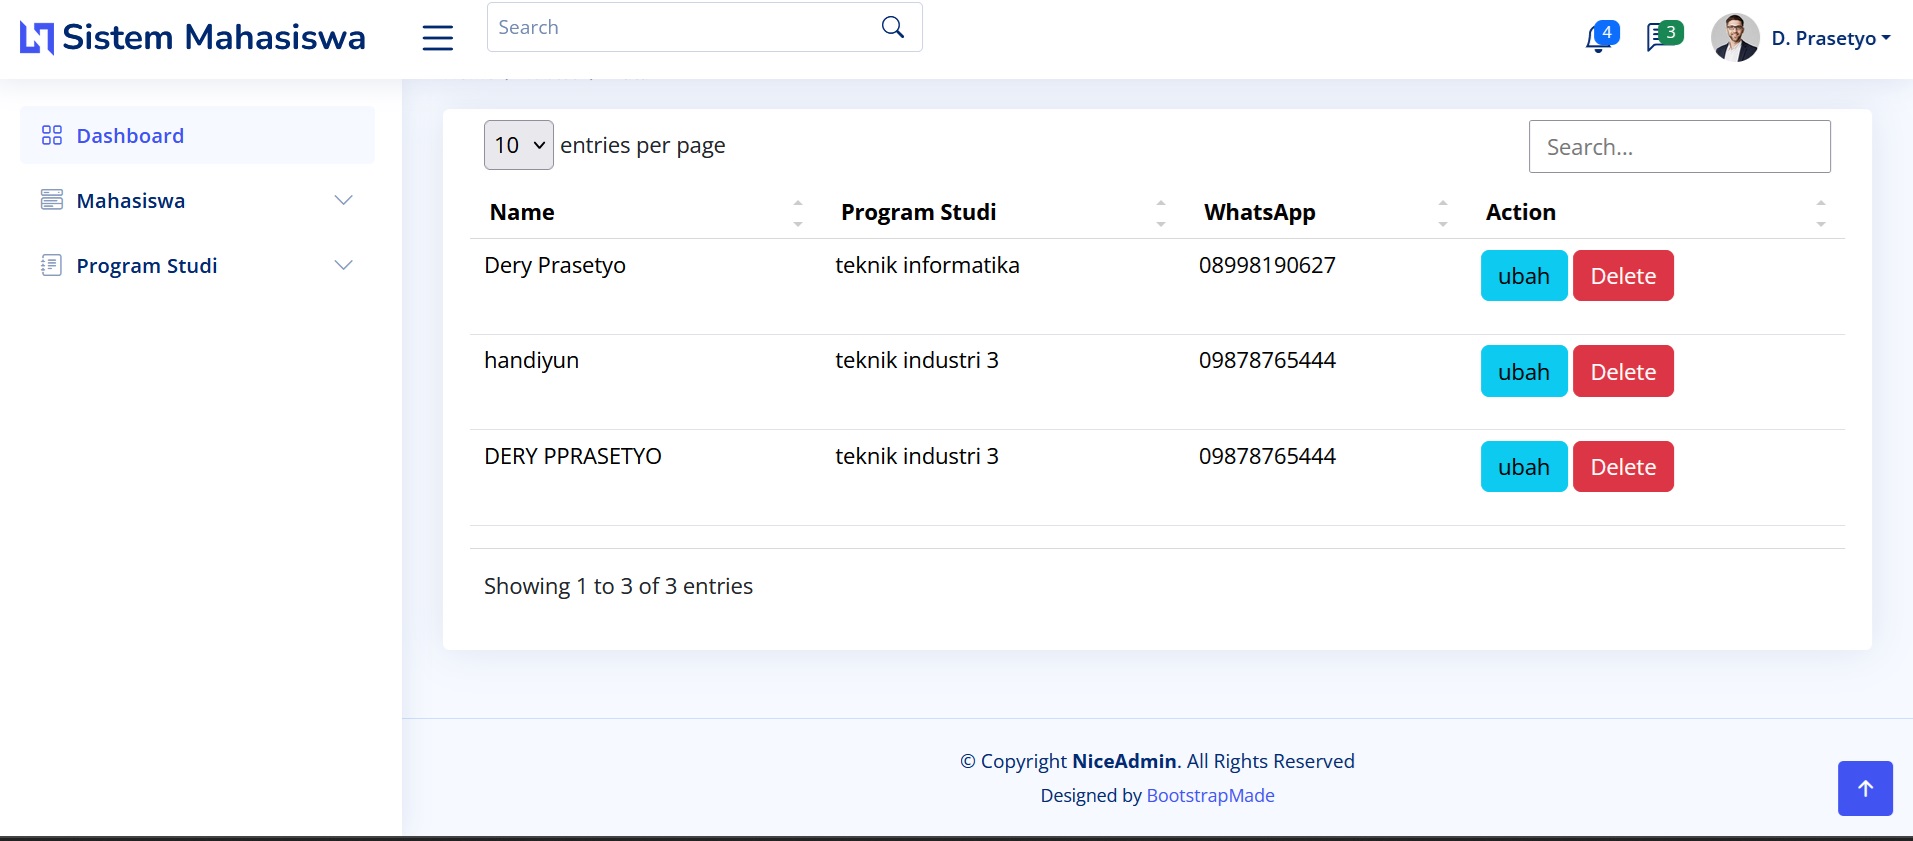 Sistem Mahasiswa
Search
4
3
D. Prasetyo
Dashboard
Mahasiswa
Program Studi
10 entries per page
Search...
Name Program Studi WhatsApp Action
Dery Prasetyo teknik informatika 08998190627 ubah Delete
handiyun teknik industri 3 09878765444 ubah Delete
DERY PPRASETYO teknik industri 3 09878765444 ubah Delete
Showing 1 to 3 of 3 entries
© Copyright NiceAdmin. All Rights Reserved
Designed by BootstrapMade